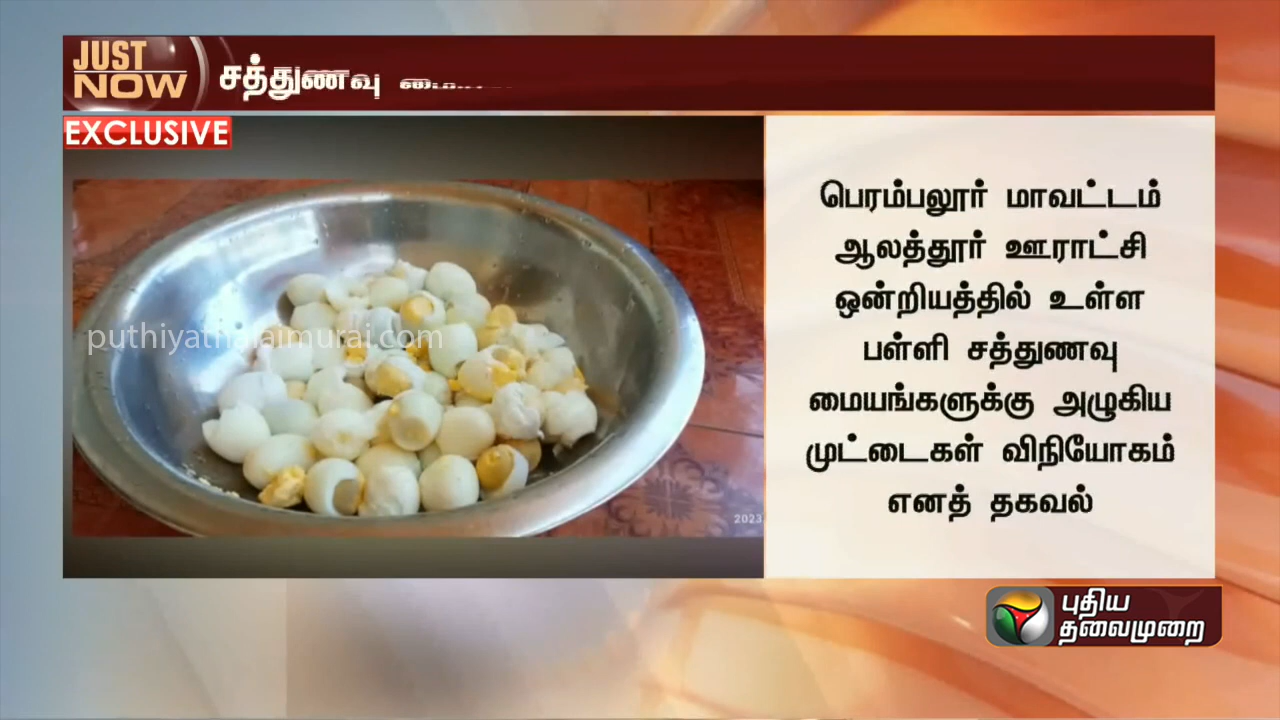 JUST
NOW
சத்துணவு
EXCLUSIVE
பெரம்பலூர் மாவட்டம்
ஆலத்தூர் ஊராட்சி
ஒன்றியத்தில் உள்ள
பள்ளி சத்துணவு
மையங்களுக்கு அழுகிய
முட்டைகள் விநியோகம்
எனத் தகவல்
puthiyathalaimurai.com
2023
புதிய
தலைமுறை